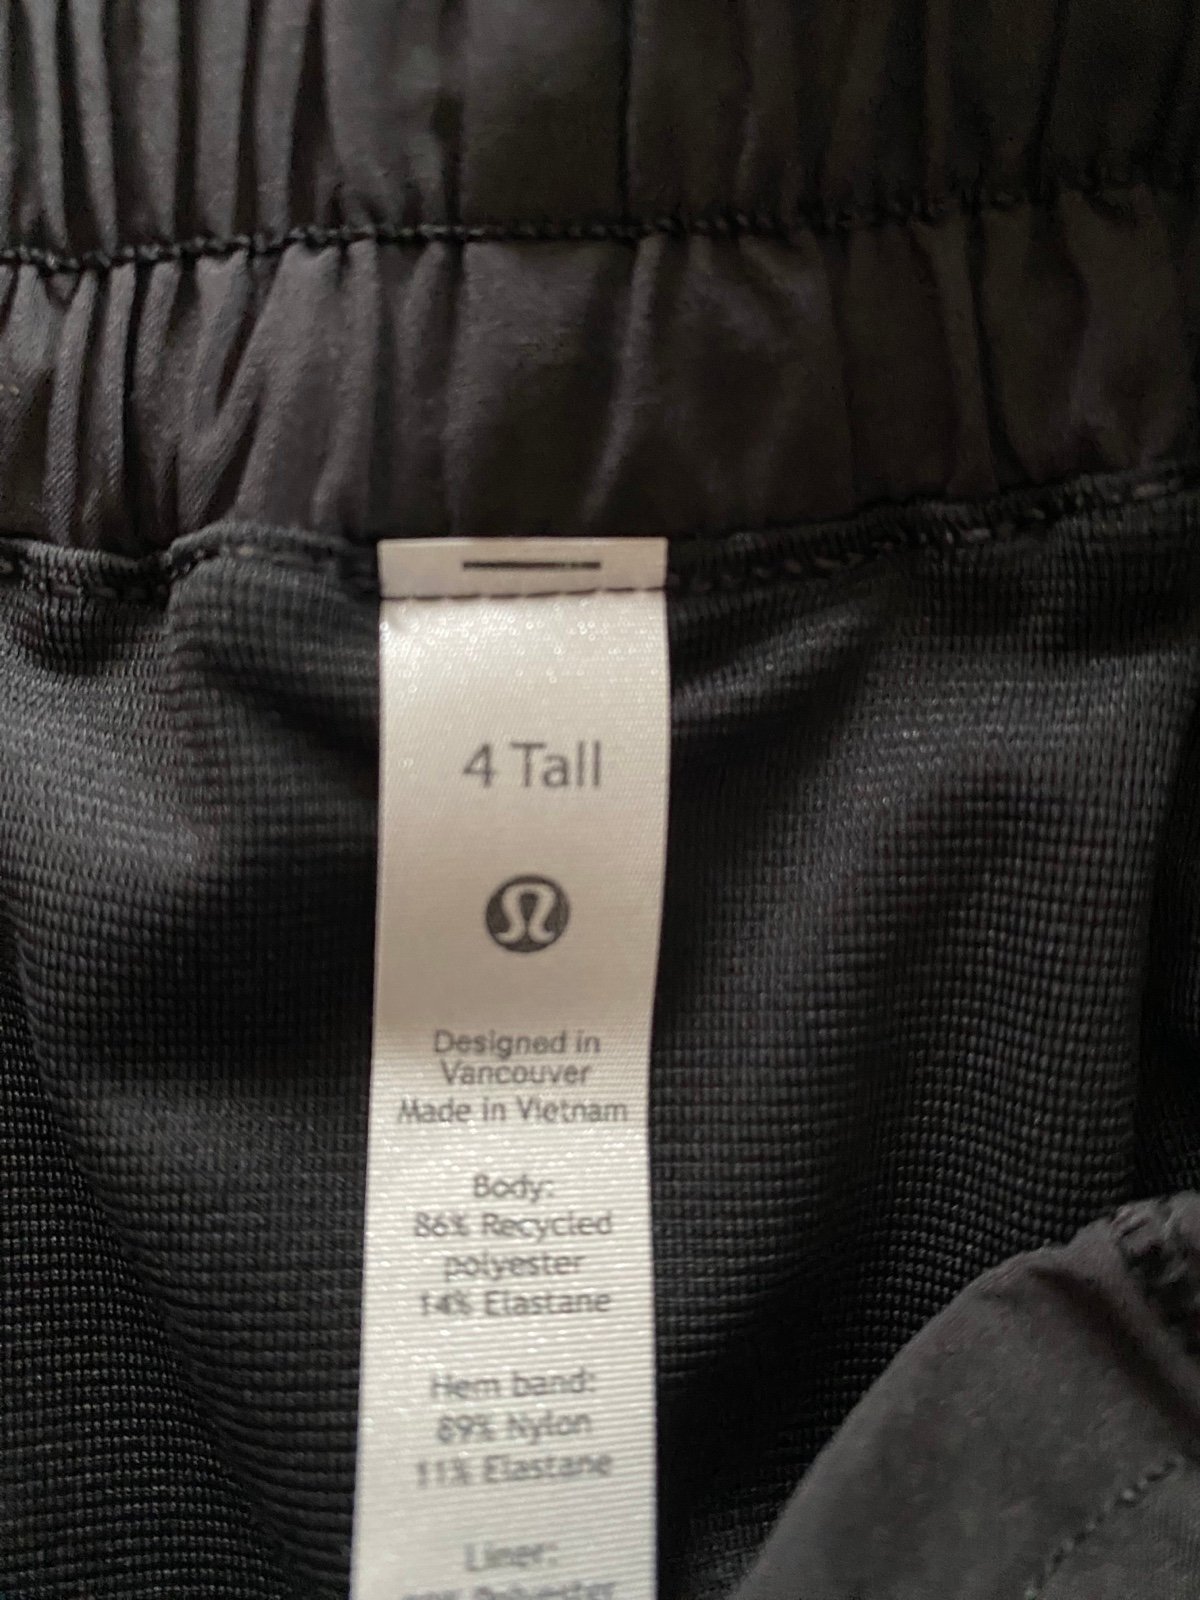 4 Tall
Designed in
Vancouver
Made in Vietnam
Body:
86% Recycled
polyester
14% Elastane
Hem band:
89% Nylon
11% Elastane
Liner:
Polyester